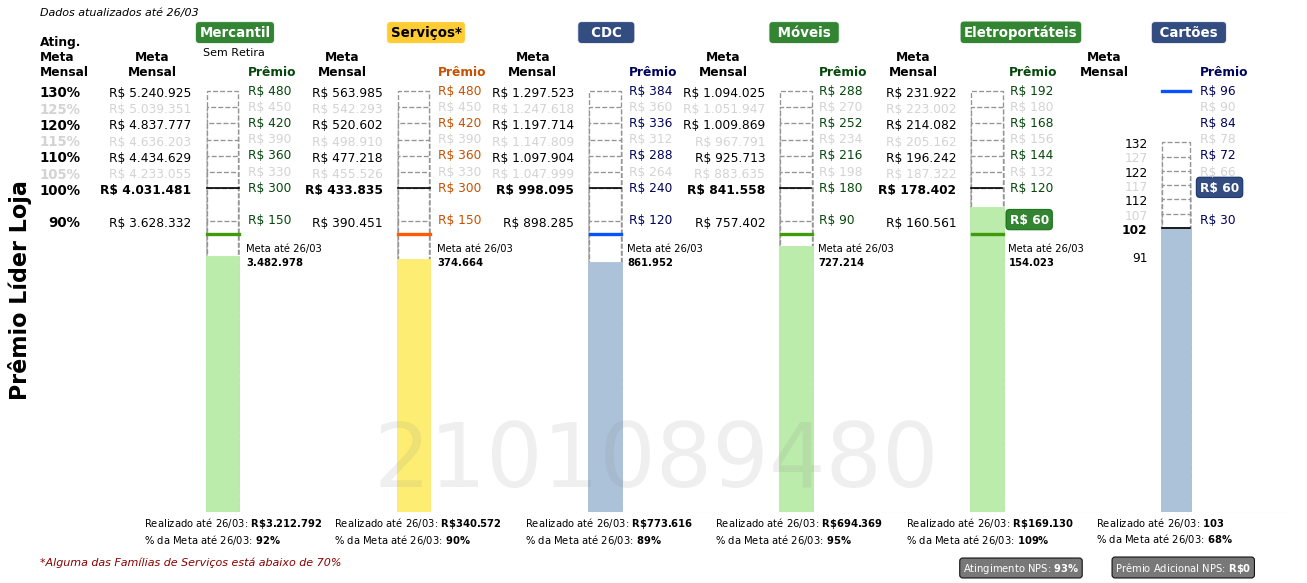 Dados atualizados até 26/03
Mercantil Serviços* CDC Móveis Eletroportáteis Cartões
Sem Retira
Ating. Meta Mensal Meta Mensal Prêmio Meta Mensal Prêmio Meta Mensal Prêmio Meta Mensal Prêmio Meta Mensal Prêmio Meta Mensal Prêmio
130% R$ 5.240.925 R$ 480 R$ 563.985 R$ 480 R$ 1.297.523 R$ 384 R$ 1.094.025 R$ 288 R$ 231.922 R$ 192 R$ 96
125% R$ 5.039.351 R$ 450 R$ 542.293 R$ 450 R$ 1.247.618 R$ 360 R$ 1.051.947 R$ 270 R$ 223.002 R$ 180 R$ 90
120% R$ 4.837.777 R$ 420 R$ 520.602 R$ 420 R$ 1.197.714 R$ 336 R$ 1.009.869 R$ 252 R$ 214.082 R$ 168 R$ 84
115% R$ 4.636.203 R$ 390 R$ 498.910 R$ 390 R$ 1.147.809 R$ 312 R$ 967.791 R$ 234 R$ 205.162 R$ 156 132 R$ 78
110% R$ 4.434.629 R$ 360 R$ 477.218 R$ 360 R$ 1.097.904 R$ 288 R$ 925.713 R$ 216 R$ 196.242 R$ 144 127 R$ 72
105% R$ 4.233.055 R$ 330 R$ 455.526 R$ 330 R$ 1.047.999 R$ 264 R$ 883.635 R$ 198 R$ 187.322 R$ 132 122 R$ 66
100% R$ 4.031.481 R$ 300 R$ 433.835 R$ 300 R$ 998.095 R$ 240 R$ 841.558 R$ 180 R$ 178.402 R$ 120 117 R$ 60
112
90% R$ 3.628.332 R$ 150 R$ 390.451 R$ 150 R$ 898.285 R$ 120 R$ 757.402 R$ 90 R$ 160.561 R$ 60 107 R$ 30
102
Meta até 26/03 Meta até 26/03 Meta até 26/03 Meta até 26/03 Meta até 26/03
3.482.978 374.664 861.952 727.214 154.023 91
Prêmio Líder Loja
2101089480
Realizado até 26/03: R$3.212.792 Realizado até 26/03: R$340.572 Realizado até 26/03: R$773.616 Realizado até 26/03: R$694.369 Realizado até 26/03: R$169.130 Realizado até 26/03: 103
% da Meta até 26/03: 92% % da Meta até 26/03: 90% % da Meta até 26/03: 89% % da Meta até 26/03: 95% % da Meta até 26/03: 109% % da Meta até 26/03: 68%
*Alguma das Famílias de Serviços está abaixo de 70% Atingimento NPS: 93% Prêmio Adicional NPS: R$0